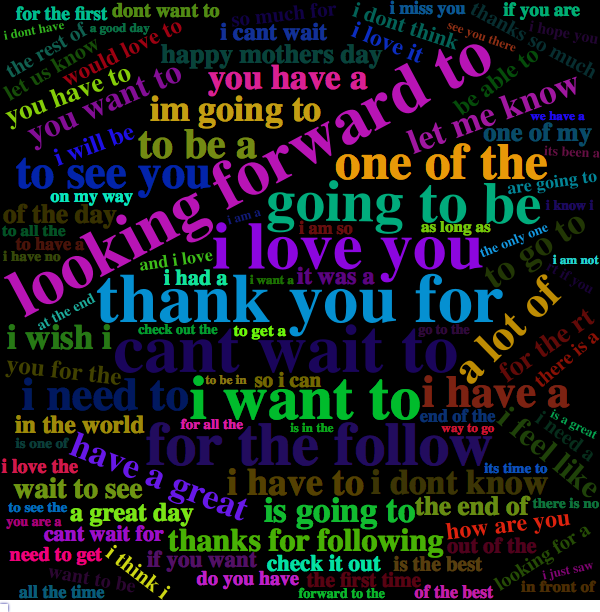 for the first
dont want to
so much for
i miss you
thanks so much
if you are
i dont have
a good day
i cant wait
i dont think
see you there
i hope you
the rest of
would love to
i love it
let us know
happy mothers day
be able to
you have to
you want to
you have a
looking forward to
let me know
im going to
we have a
i will be
to be a
one of my
its been a
to see you
one of the
are going to
on my way
going to be
i know i
of the day
i am a
to all the
i am so
as long as
to go to
to have a
i love you
the only one
i have no
and i love
i am not
i had a
i want a
it was a
if you
at the end
thank you for
a lot of
check out the
to get a
go to the
for the rt
i wish i
cant wait to
there is a
you for the
i need to
to be in
so i can
i want to
i have a
in the world
for all the
is in the
end of the
way to go
is a great
i need a
i feel like
is one of
for the follow
i love the
have a great
i have to
i dont know
its time to
wait to see
to see the
a great day
is going to
the end of
there is no
you are a
cant wait for
thanks for following
how are you
out of the
looking for a
need to get
i think i
if you want
check it out
is the best
i just saw
want to be
do you have
the first time
in front of
all the time
forward to the
of the best